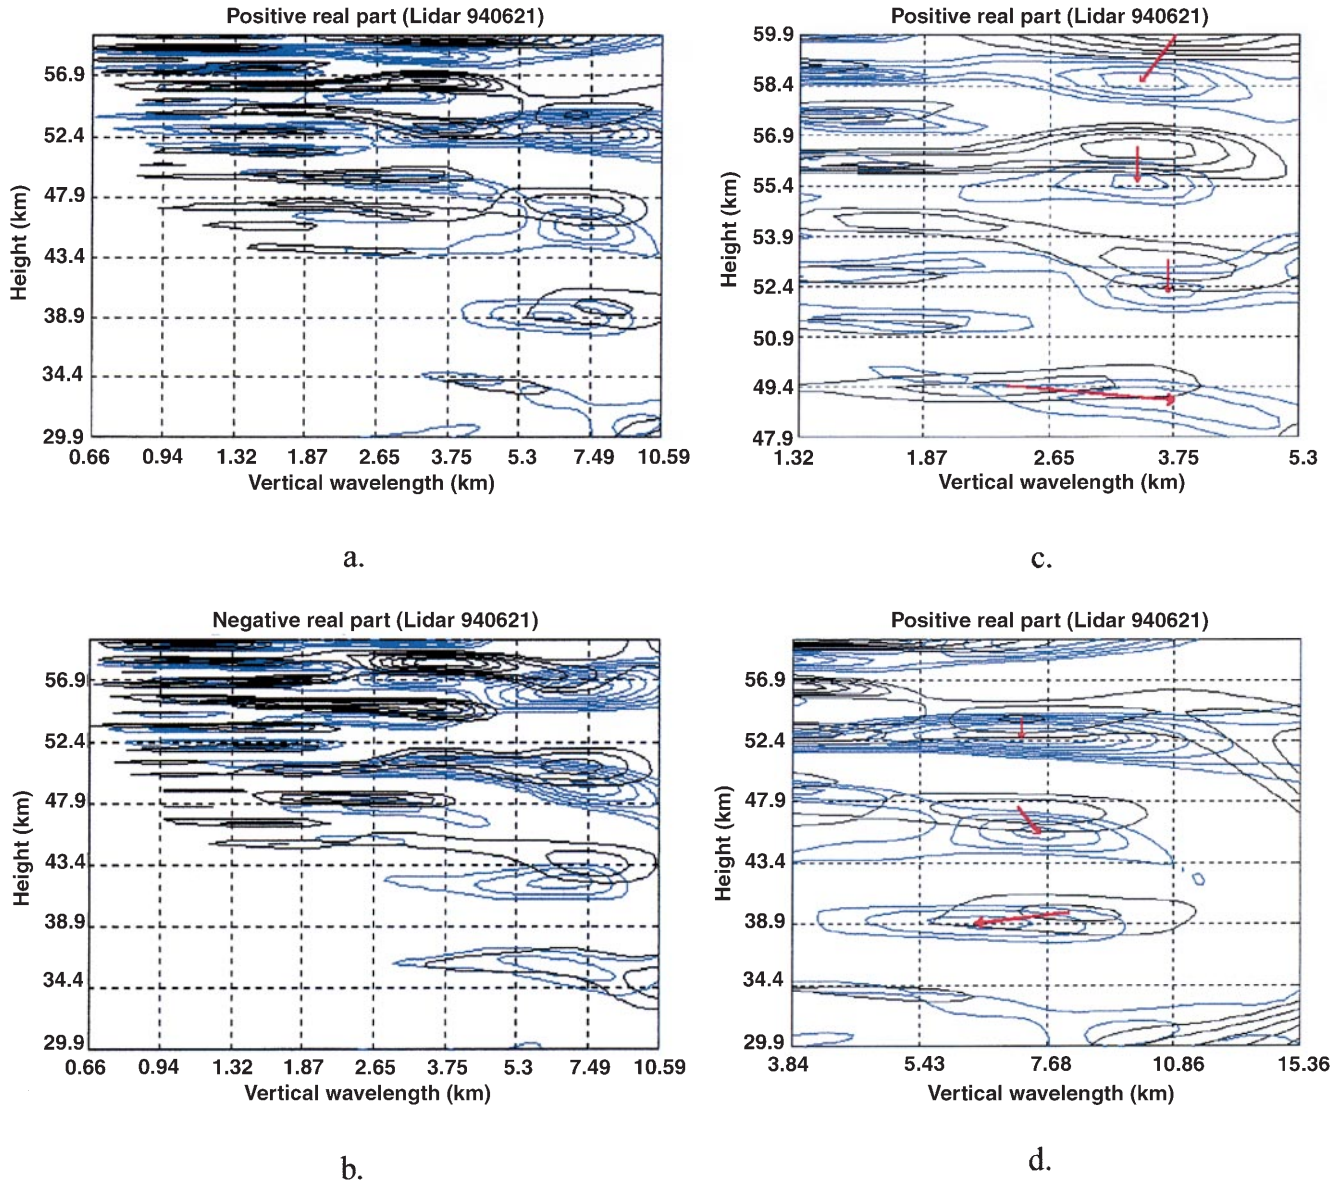 Positive real part (Lidar 940621)
56.9
52.4
47.9
43.4
38.9
34.4
29.9
Height (km)
0.66 0.94 1.32 1.87 2.65 3.75 5.3 7.49 10.59
Vertical wavelength (km)
a.
Positive real part (Lidar 940621)
59.9
58.4
56.9
55.4
53.9
52.4
50.9
49.4
47.9
Height (km)
1.32 1.87 2.65 3.75 5.3
Vertical wavelength (km)
c.
Negative real part (Lidar 940621)
56.9
52.4
47.9
43.4
38.9
34.4
29.9
Height (km)
0.66 0.94 1.32 1.87 2.65 3.75 5.3 7.49 10.59
Vertical wavelength (km)
b.
Positive real part (Lidar 940621)
56.9
52.4
47.9
43.4
38.9
34.4
29.9
Height (km)
3.84 5.43 7.68 10.86 15.36
Vertical wavelength (km)
d.